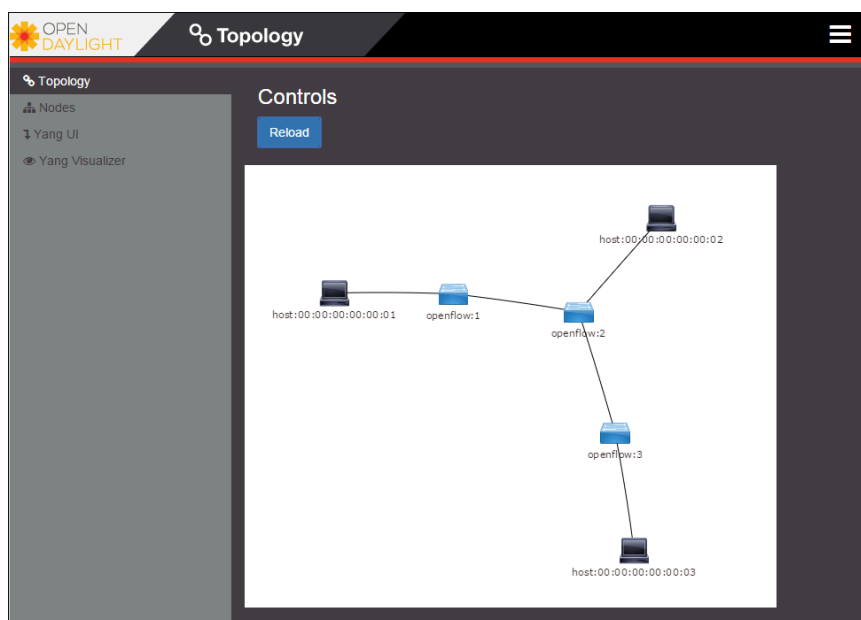 OPEN
DAYLIGHT
Topology
Topology
Nodes
Yang UI
Yang Visualizer
Controls
Reload
host:00:00:00:00:00:02
host:00:00:00:00:00:01
openflow:1
openflow:2
openflow:3
host:00:00:00:00:00:03